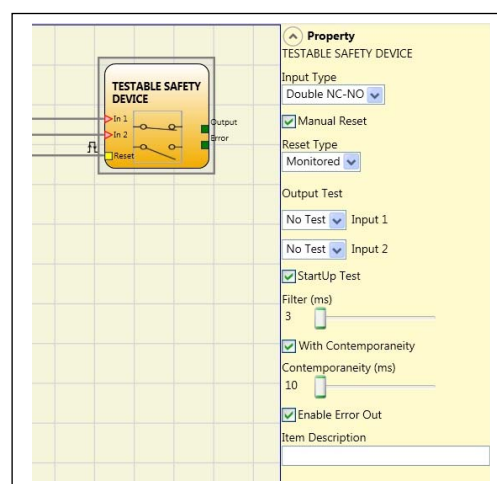 TESTABLE SAFETY
DEVICE
In 1
In 2
Reset
Output
Error
Property
TESTABLE SAFETY DEVICE
Input Type
Double NC-NO
Manual Reset
Reset Type
Monitored
Output Test
No Test Input 1
No Test Input 2
StartUp Test
Filter (ms)
3
With Contemporaneity
Contemporaneity (ms)
10
Enable Error Out
Item Description